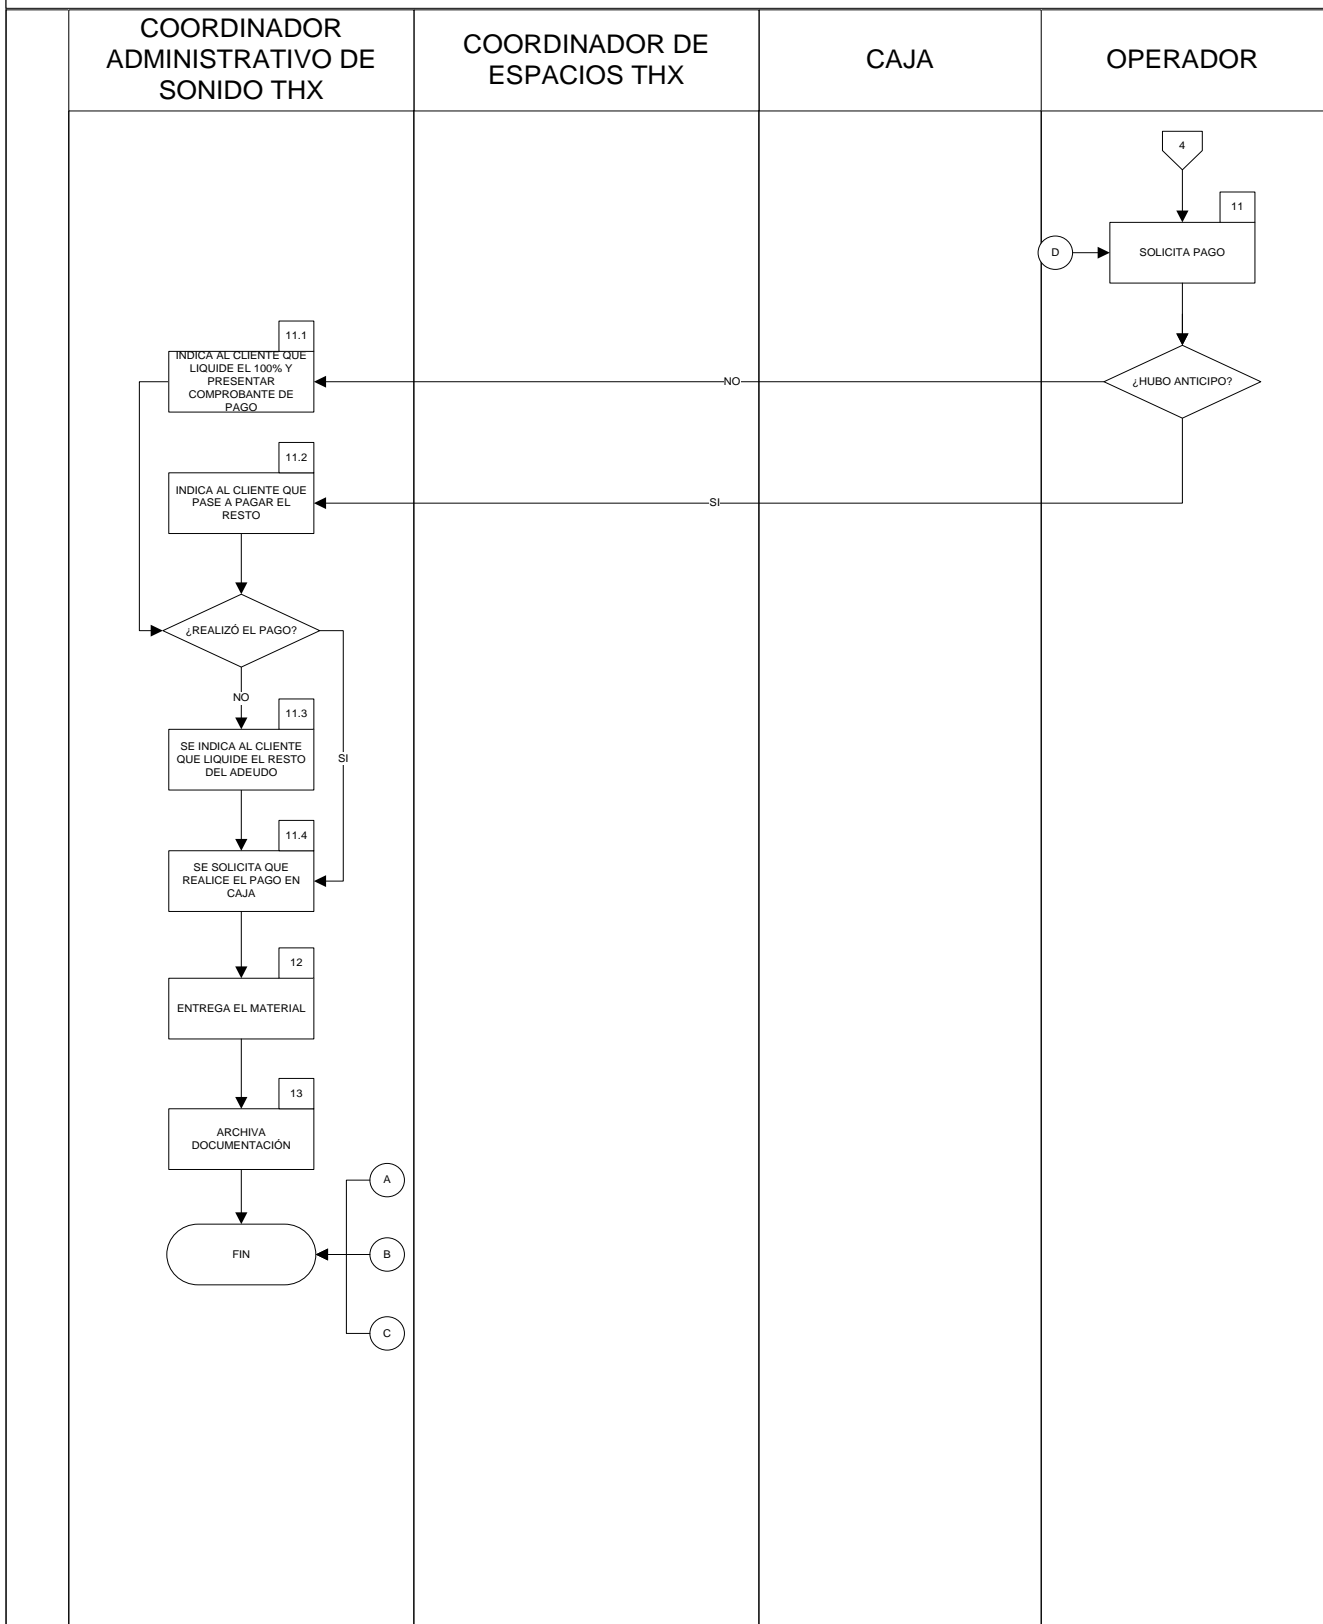 COORDINADOR
ADMINISTRATIVO DE
SONIDO THX
COORDINADOR DE
ESPACIOS THX
CAJA
OPERADOR
4
11
D
SOLICITA PAGO
¿HUBO ANTICIPO?
NO
11.1
INDICA AL CLIENTE QUE
LIQUIDE EL 100% Y
PRESENTAR
COMPROBANTE DE
PAGO
SI
11.2
INDICA AL CLIENTE QUE
PASE A PAGAR EL
RESTO
¿REALIZÓ EL PAGO?
NO
SI
11.3
SE INDICA AL CLIENTE
QUE LIQUIDE EL RESTO
DEL ADEUDO
11.4
SE SOLICITA QUE
REALICE EL PAGO EN
CAJA
12
ENTREGA EL MATERIAL
13
ARCHIVA
DOCUMENTACIÓN
A
FIN
B
C